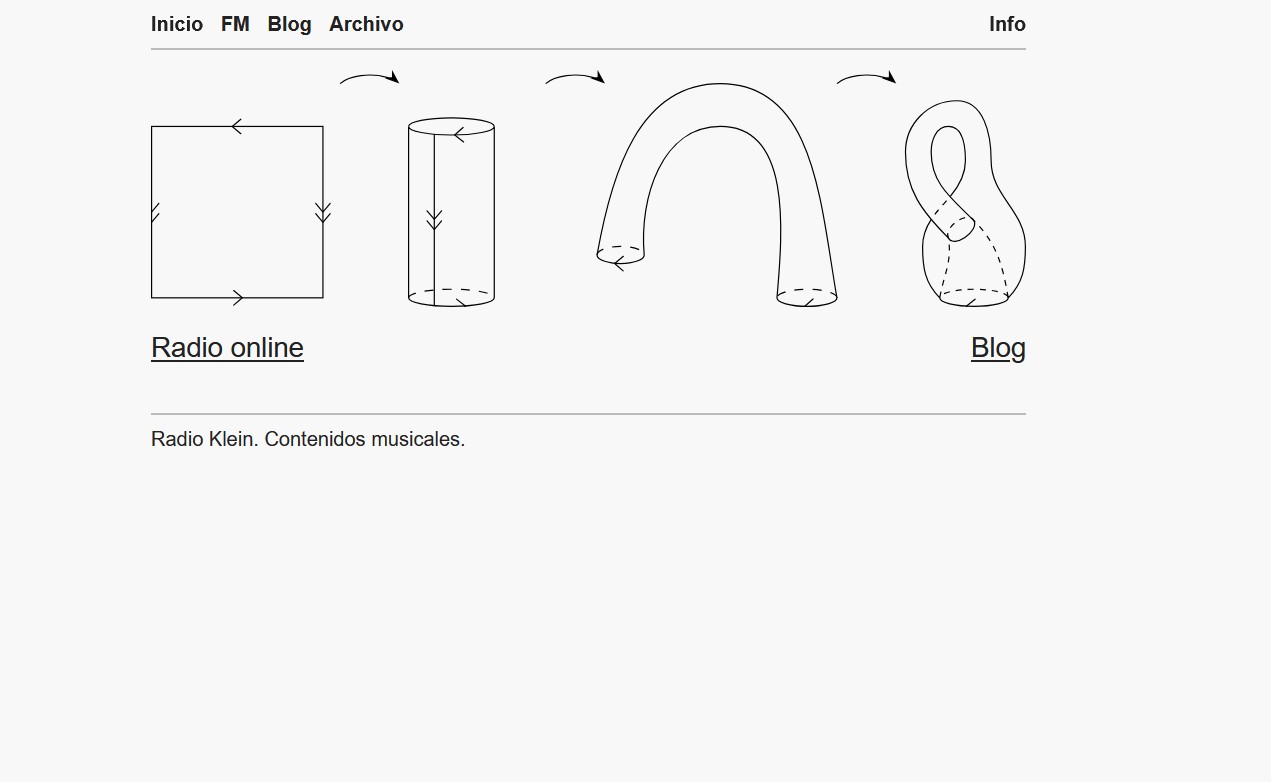 Inicio FM Blog Archivo Info
Radio online Blog
Radio Klein. Contenidos musicales.